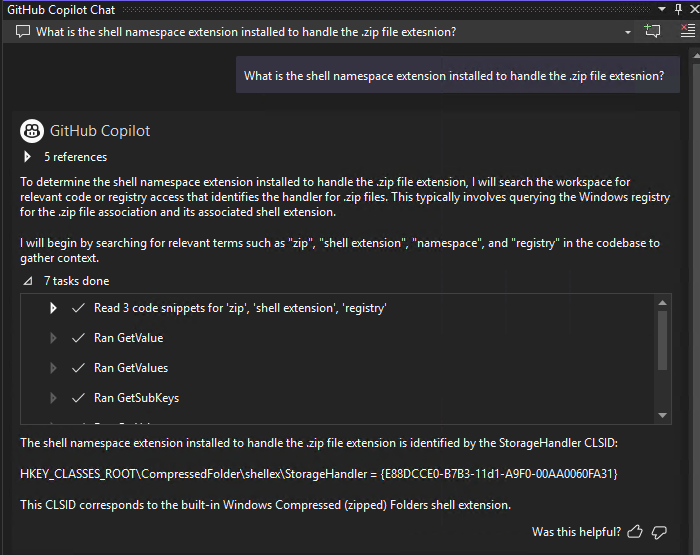 GitHub Copilot Chat
What is the shell namespace extension installed to handle the .zip file extesnion?
What is the shell namespace extension installed to handle the .zip file extesnion?
GitHub Copilot
5 references
To determine the shell namespace extension installed to handle the .zip file extension, I will search the workspace for
relevant code or registry access that identifies the handler for .zip files. This typically involves querying the Windows registry
for the .zip file association and its associated shell extension.
I will begin by searching for relevant terms such as "zip", "shell extension", "namespace", and "registry" in the codebase to
gather context.
7 tasks done
Read 3 code snippets for 'zip', 'shell extension', 'registry'
Ran GetValue
Ran GetValues
Ran GetSubKeys
The shell namespace extension installed to handle the .zip file extension is identified by the StorageHandler CLSID:
HKEY_CLASSES_ROOT\CompressedFolder\shellex\StorageHandler = {E88DCCE0-B7B3-11d1-A9F0-00AA0060FA31}
This CLSID corresponds to the built-in Windows Compressed (zipped) Folders shell extension.
Was this helpful?